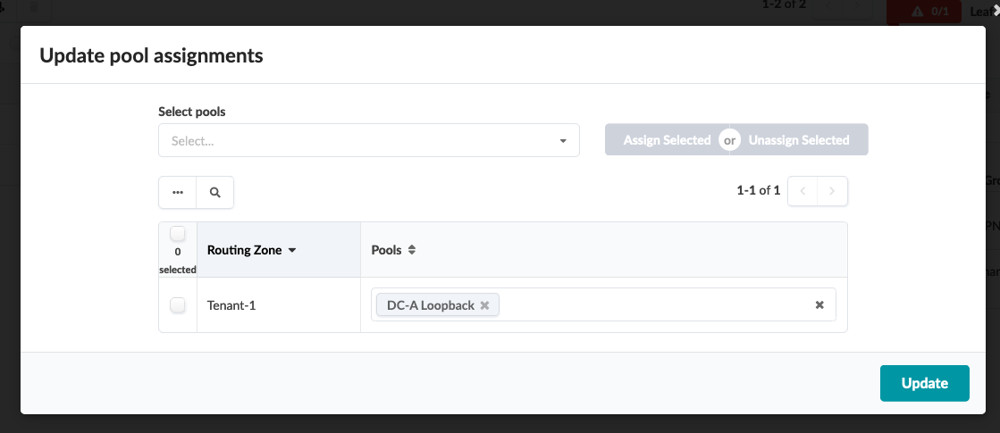 1-2 of 2
0/1
Leaf
Update pool assignments
Select pools
Select...
Assign Selected or Unassign Selected
1-1 of 1
0
selected
Routing Zone
Pools
Tenant-1
DC-A Loopback
Update